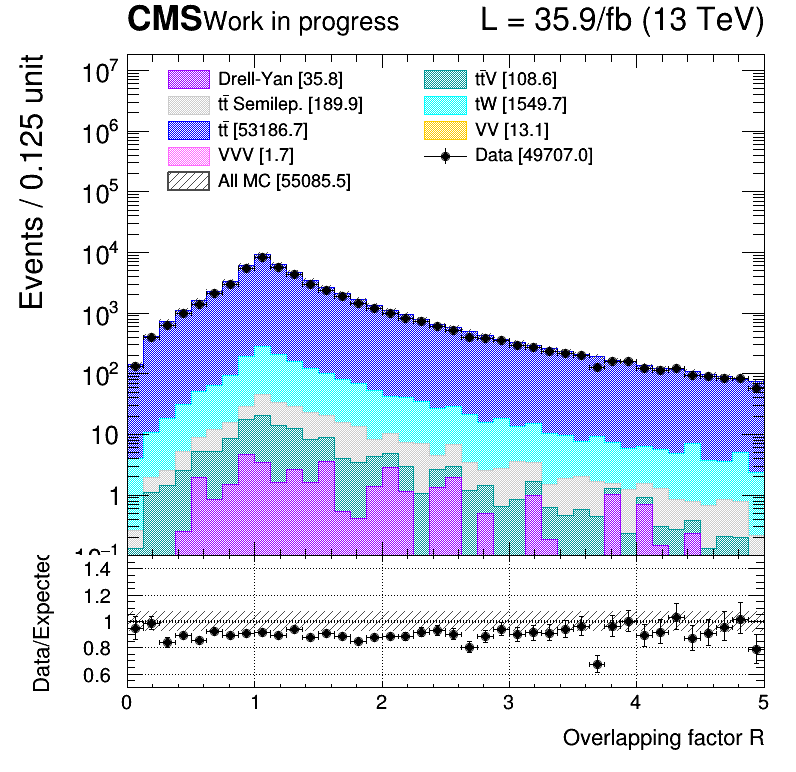 CMS Work in progress L = 35.9/fb (13 TeV)
Events / 0.125 unit
10⁷
10⁶
10⁵
10⁴
10³
10²
10
1
10⁻¹
Drell-Yan [35.8]
tt̄ Semilep. [189.9]
tt̄ [53186.7]
VVV [1.7]
All MC [55085.5]
tt̄V [108.6]
tW [1549.7]
VV [13.1]
Data [49707.0]
Data/Expected
1.4
1.2
1
0.8
0.6
0 1 2 3 4 5
Overlapping factor R